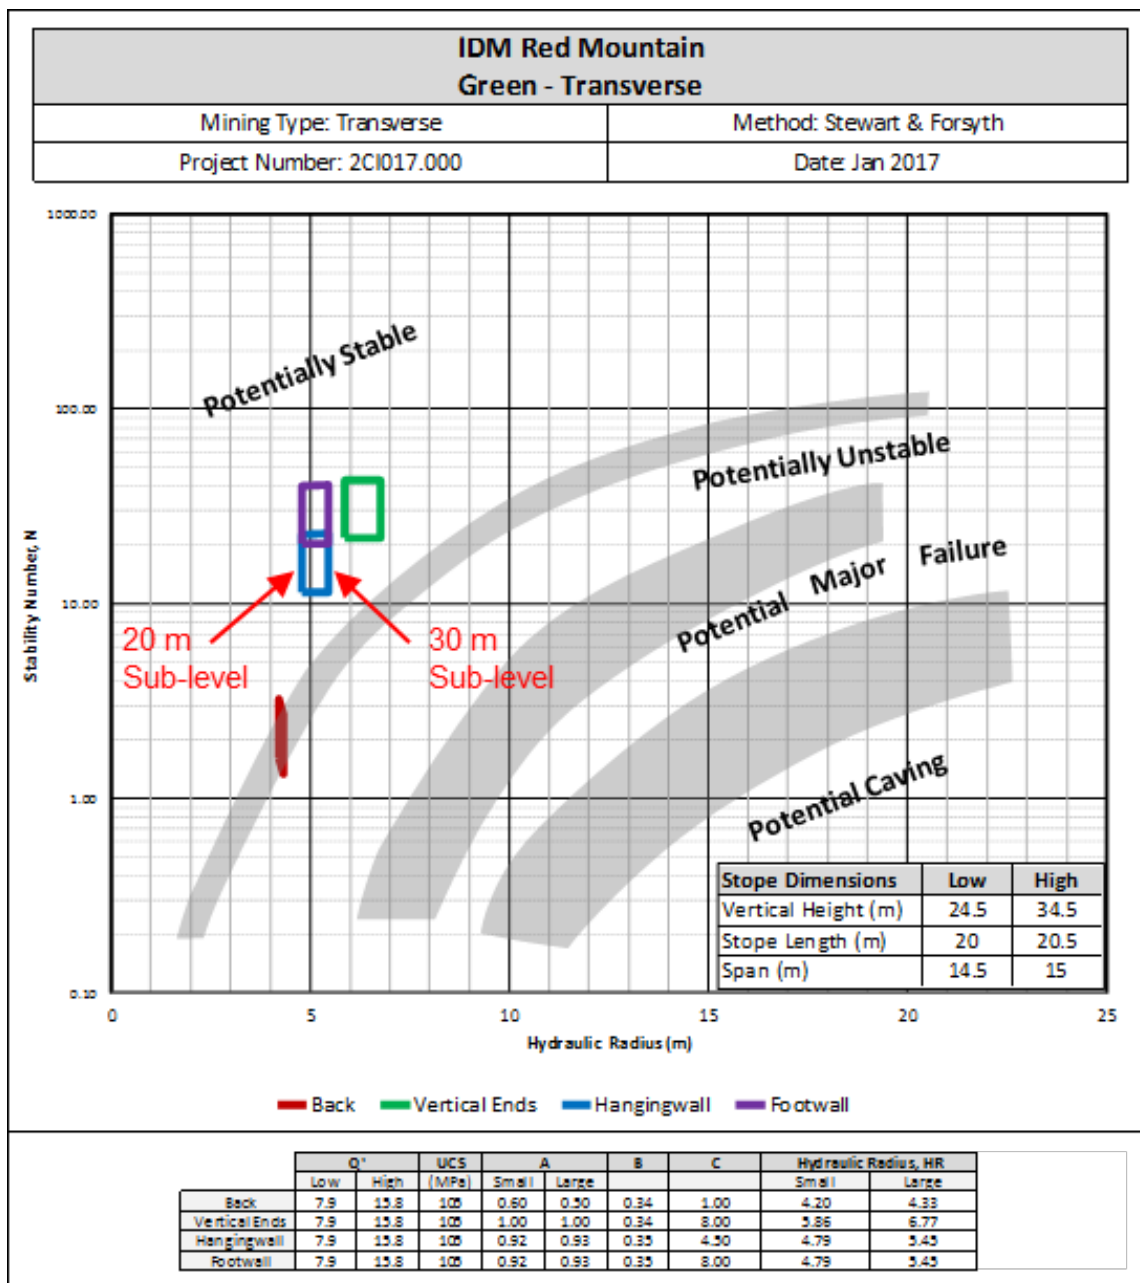 IDM Red Mountain
Green - Transverse
Mining Type: Transverse Method: Stewart & Forsyth
Project Number: 2CI017.000 Date: Jan 2017
1000.00
100.00
10.00
1.00
0.10
Stability Number, N
Potentially Stable
Potentially Unstable
Potential Major Failure
Potential Caving
20 m
Sub-level
30 m
Sub-level
Stope Dimensions Low High
Vertical Height (m) 24.5 34.5
Stope Length (m) 20 20.5
Span (m) 14.5 15
0 5 10 15 20 25
Hydraulic Radius (m)
Back Vertical Ends Hangingwall Footwall
Q' UCS A B C Hydraulic Radius, HR
Low High (MPa) Small Large Small Large
Back 7.9 15.8 105 0.60 0.50 0.34 1.00 4.20 4.33
Vertical Ends 7.9 15.8 105 1.00 1.00 0.34 8.00 5.86 6.77
Hangingwall 7.9 15.8 105 0.92 0.93 0.35 4.50 4.79 5.45
Footwall 7.9 15.8 105 0.92 0.93 0.35 8.00 4.79 5.45